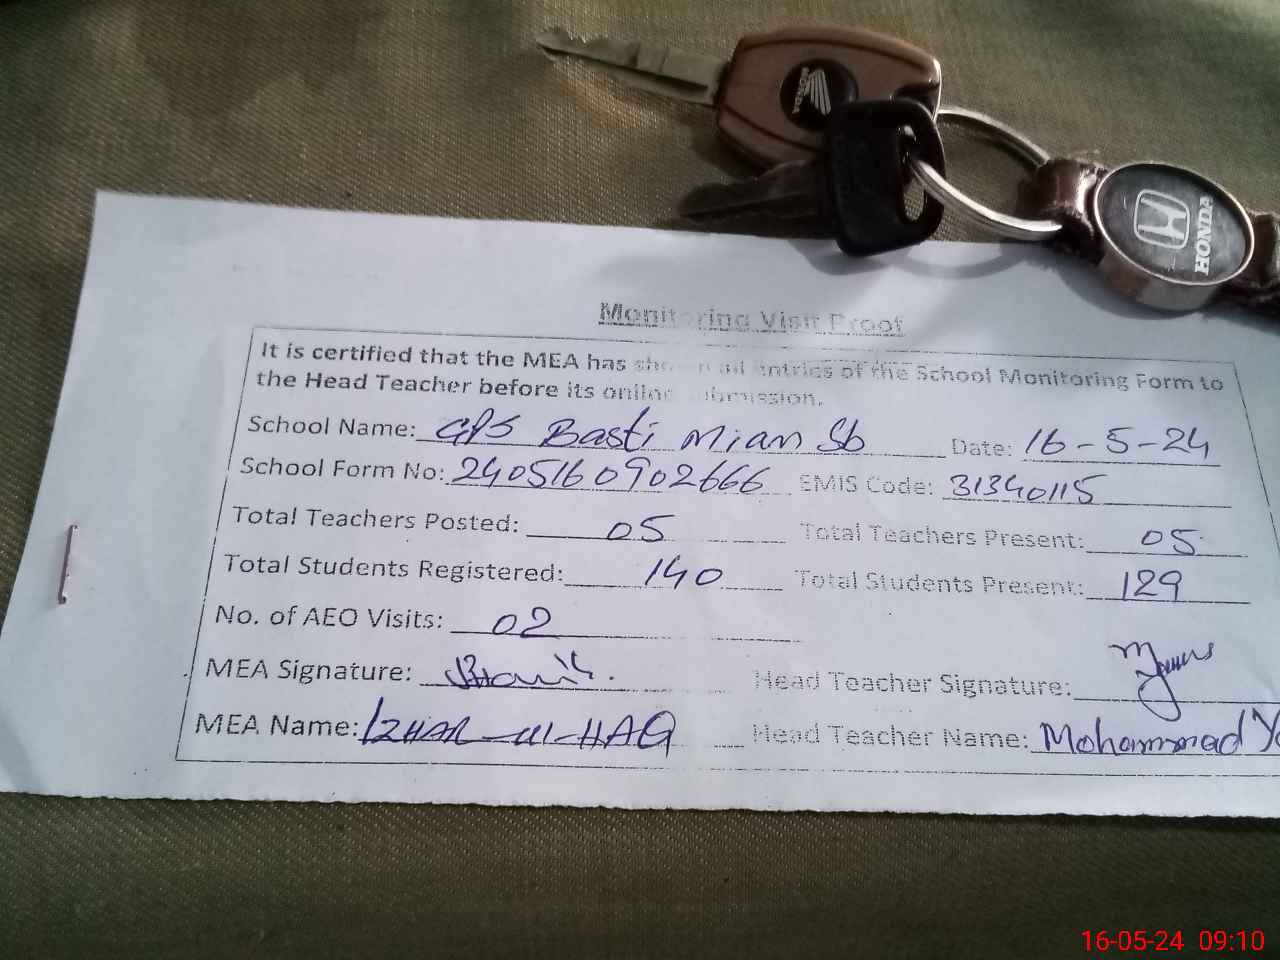 HONDA
HONDA
Monitoring Visit Proof
It is certified that the MEA has shown all entries of the School Monitoring Form to
the Head Teacher before its online submission.
School Name: GPS Basti Mian Sb Date: 16-5-24
School Form No: 2405160902666 EMIS Code: 31340115
Total Teachers Posted: 05 Total Teachers Present: 05
Total Students Registered: 140 Total Students Present: 129
No. of AEO Visits: 02
MEA Signature: Head Teacher Signature:
MEA Name: IZHAR-UL-HAQ Head Teacher Name: Mohammad
16-05-24 09:10